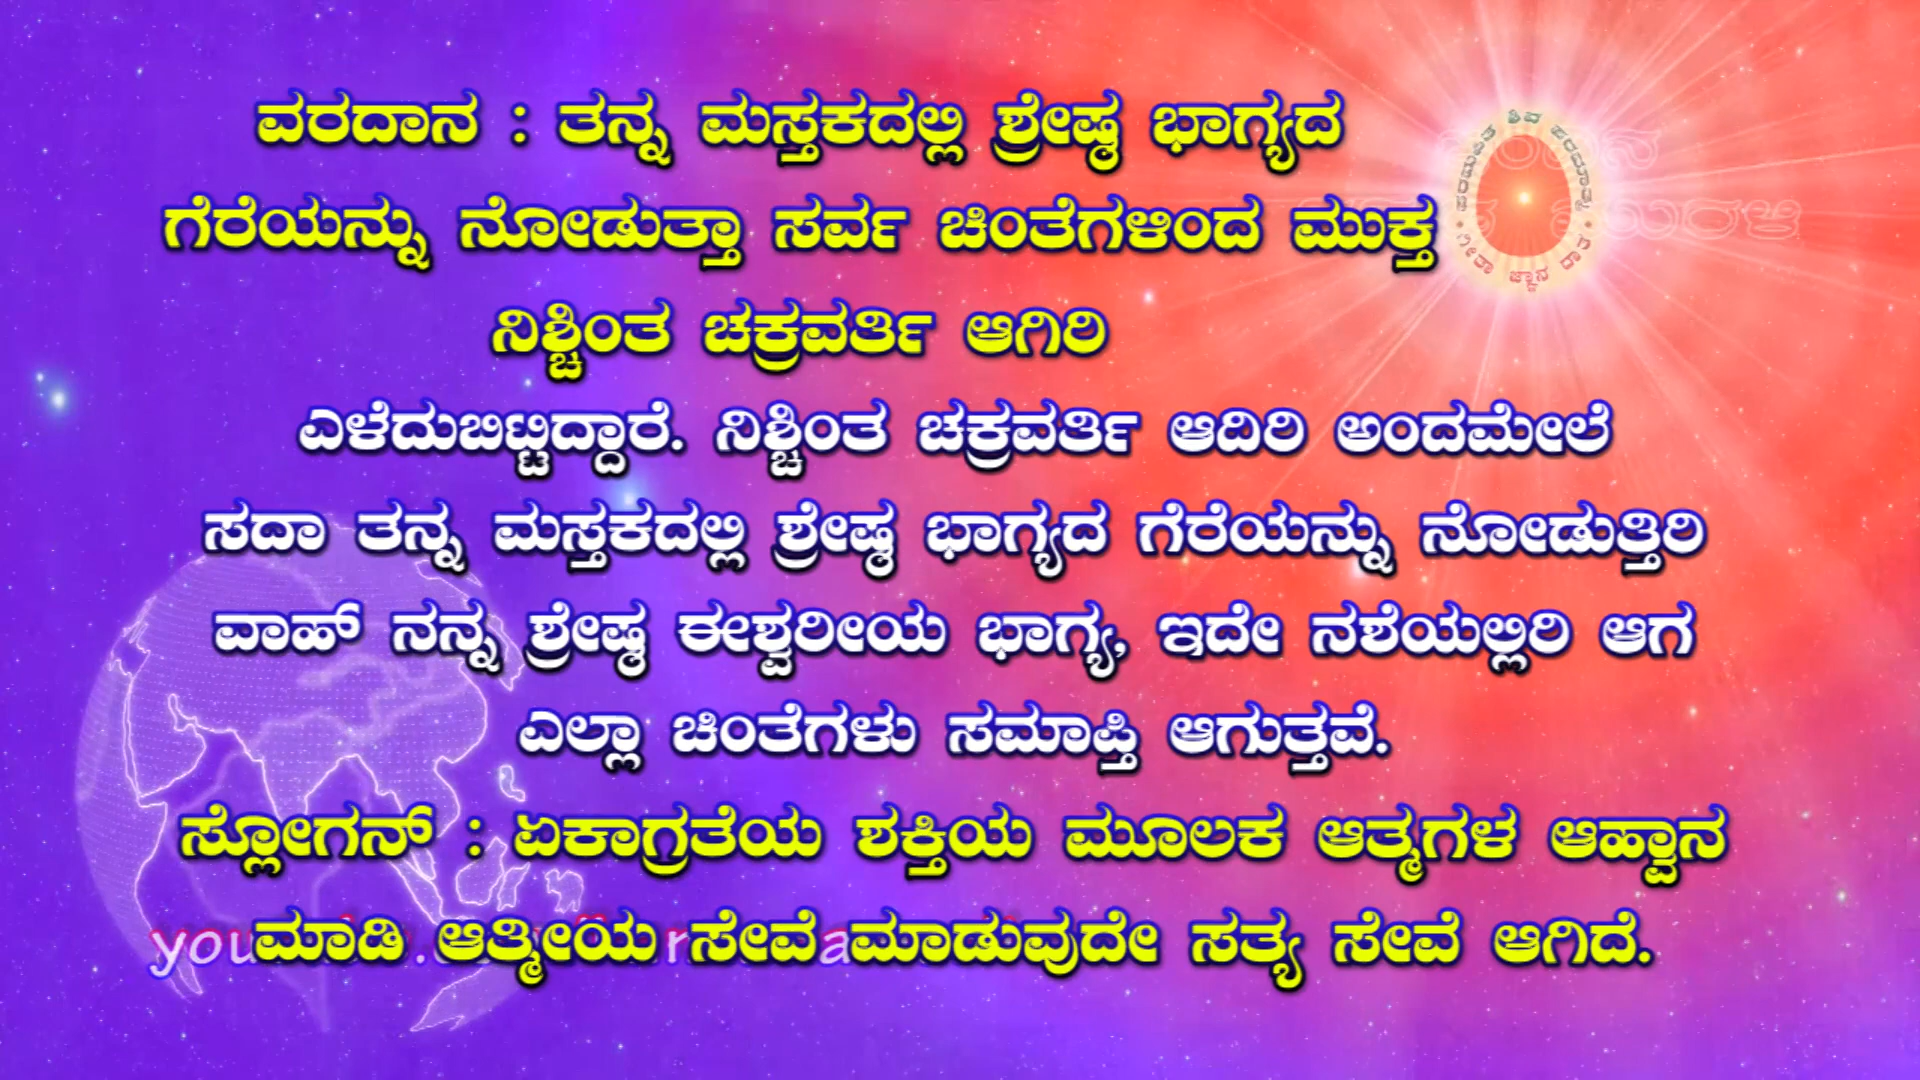 ವರದಾನ : ತನ್ನ ಮಸ್ತಕದಲ್ಲಿ ಶ್ರೇಷ್ಠ ಭಾಗ್ಯದ
ಗೆರೆಯನ್ನು ನೋಡುತ್ತಾ ಸರ್ವ ಚಿಂತೆಗಳಿಂದ ಮುಕ್ತ
ನಿಶ್ಚಿಂತ ಚಕ್ರವರ್ತಿ ಆಗಿರಿ
ಎಳೆದುಬಿಟ್ಟಿದ್ದಾರೆ. ನಿಶ್ಚಿಂತ ಚಕ್ರವರ್ತಿ ಆದಿರಿ ಅಂದಮೇಲೆ
ಸದಾ ತನ್ನ ಮಸ್ತಕದಲ್ಲಿ ಶ್ರೇಷ್ಠ ಭಾಗ್ಯದ ಗೆರೆಯನ್ನು ನೋಡುತ್ತಿರಿ
ವಾಹ್ ನನ್ನ ಶ್ರೇಷ್ಠ ಈಶ್ವರೀಯ ಭಾಗ್ಯ, ಇದೇ ನಶೆಯಲ್ಲಿರಿ ಆಗ
ಎಲ್ಲಾ ಚಿಂತೆಗಳು ಸಮಾಪ್ತಿ ಆಗುತ್ತವೆ.
ಸ್ಲೋಗನ್ : ಏಕಾಗ್ರತೆಯ ಶಕ್ತಿಯ ಮೂಲಕ ಆತ್ಮಗಳ ಆಹ್ವಾನ
ಮಾಡಿ ಆತ್ಮೀಯ ಸೇವೆ ಮಾಡುವುದೇ ಸತ್ಯ ಸೇವೆ ಆಗಿದೆ.
ಪರಮಪಿತ ಶಿವ ಪರಮಾತ್ಮ
ಗೀತಾ ಜ್ಞಾನ ದಾತ